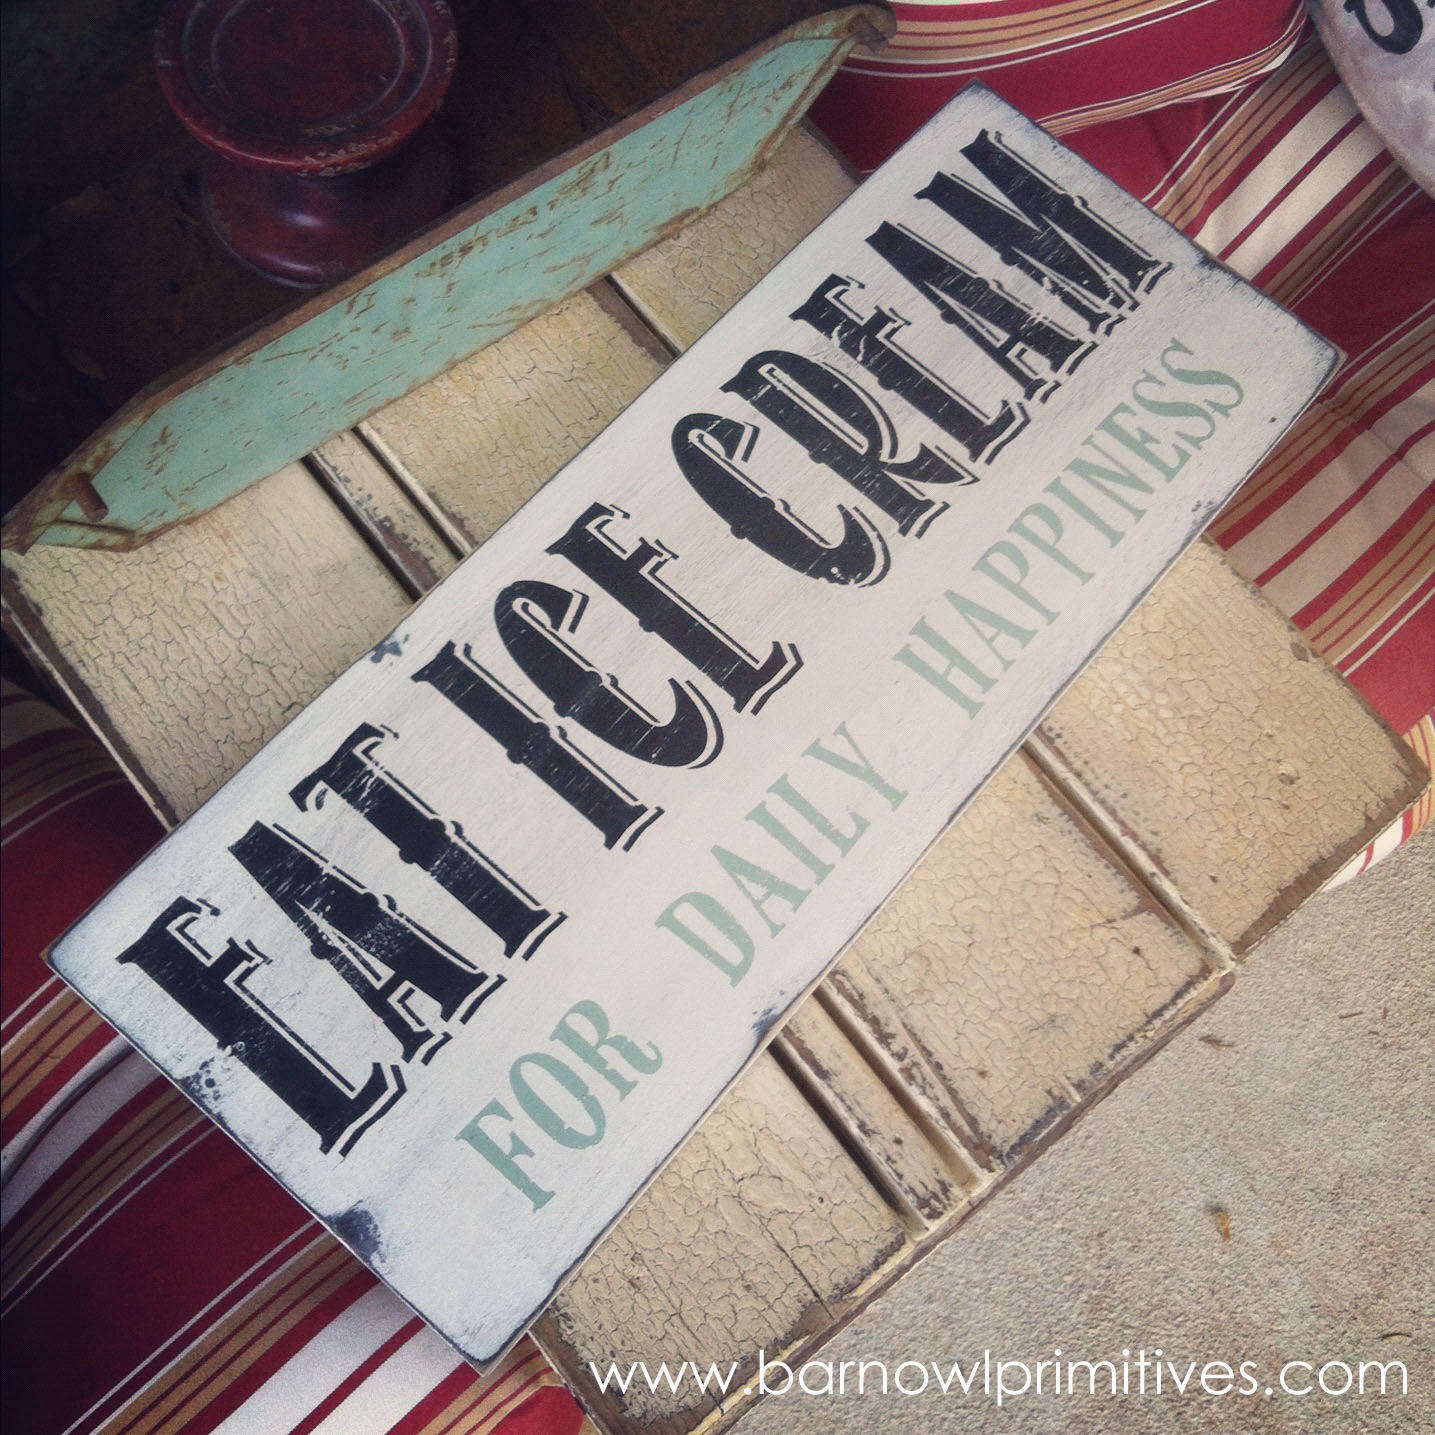 EAT ICE CREAM
FOR DAILY HAPPINESS
www.barnowlprimitives.com